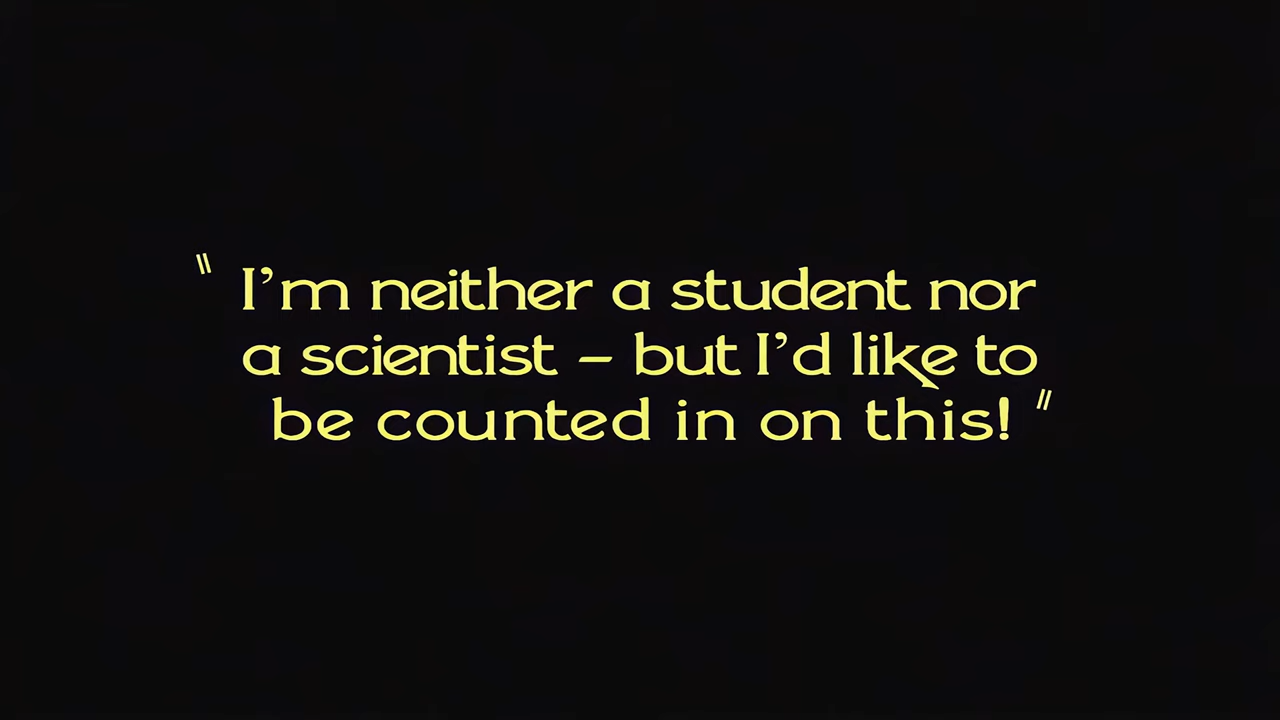 "I'm neither a student nor
a scientist – but I'd like to
be counted in on this!"